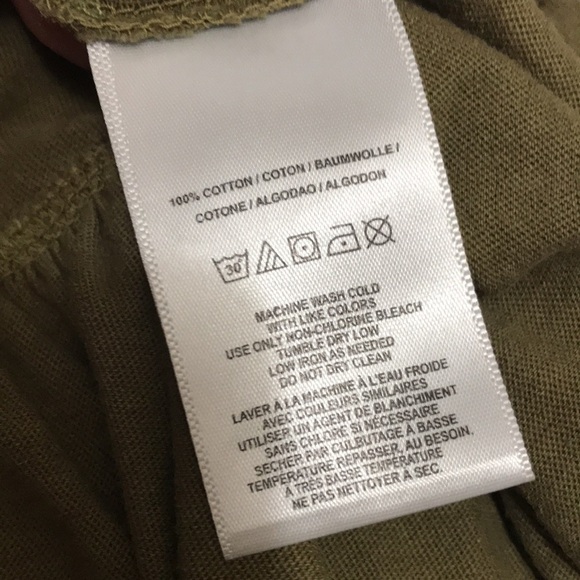 100% COTTON / COTON / BAUMWOLLE /
COTONE / ALGODAO / ALGODON
30
MACHINE WASH COLD
WITH LIKE COLORS
USE ONLY NON-CHLORINE BLEACH
TUMBLE DRY LOW
LOW IRON AS NEEDED
DO NOT DRY CLEAN
LAVER À LA MACHINE À L'EAU FROIDE
AVEC COULEURS SIMILAIRES
UTILISER UN AGENT DE BLANCHIMENT
SANS CHLORE SI NÉCESSAIRE
SECHER PAR CULBUTAGE À BASSE
TEMPÉRATURE REPASSER, AU BESOIN,
À TRÈS BASSE TEMPÉRATURE
NE PAS NETTOYER À SEC